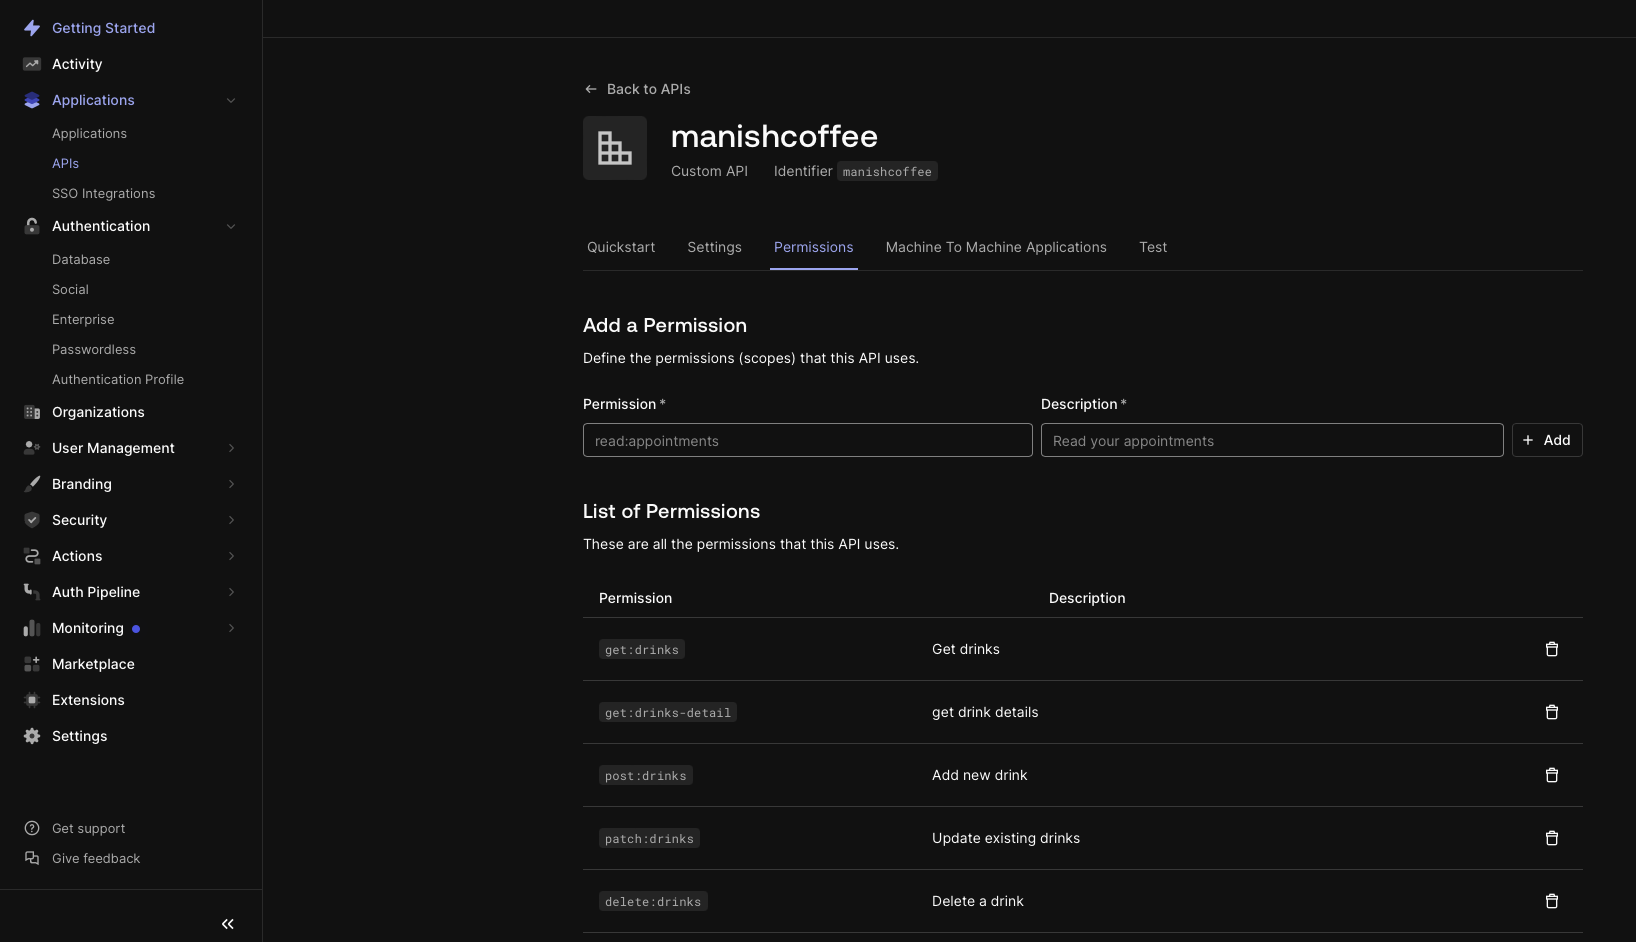 Getting Started
Activity
Applications
Applications
APIs
SSO Integrations
Authentication
Database
Social
Enterprise
Passwordless
Authentication Profile
Organizations
User Management
Branding
Security
Actions
Auth Pipeline
Monitoring
Marketplace
Extensions
Settings
Get support
Give feedback
Back to APIs
manishcoffee
Custom API Identifier manishcoffee
Quickstart Settings Permissions Machine To Machine Applications Test
Add a Permission
Define the permissions (scopes) that this API uses.
Permission * Description *
read:appointments Read your appointments + Add
List of Permissions
These are all the permissions that this API uses.
Permission Description
get:drinks Get drinks
get:drinks-detail get drink details
post:drinks Add new drink
patch:drinks Update existing drinks
delete:drinks Delete a drink